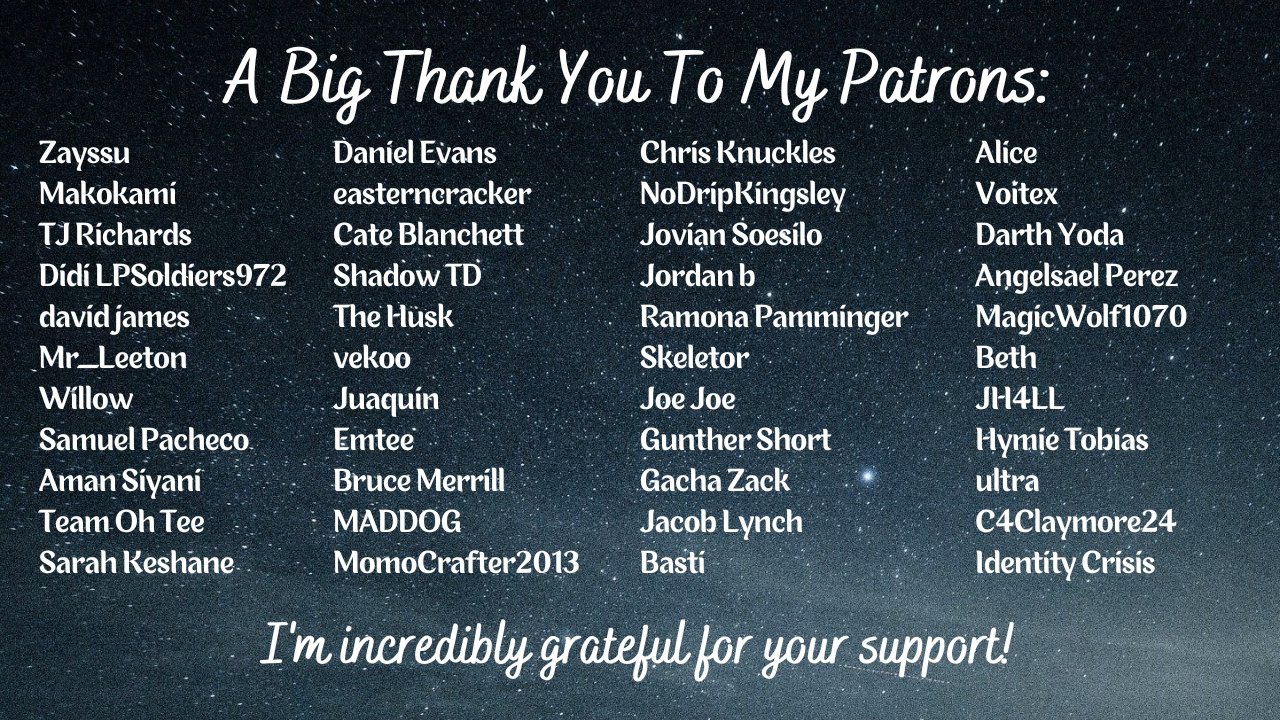 A Big Thank You To My Patrons:
Zayssu
Makokami
TJ Richards
Didi LPSoldiers972
david james
Mr_Leeton
Willow
Samuel Pacheco
Aman Siyani
Team Oh Tee
Sarah Keshane
Daniel Evans
easterncracker
Cate Blanchett
Shadow TD
The Husk
vekoo
Juaquin
Emtee
Bruce Merrill
MADDOG
MomoCrafter2013
Chris Knuckles
NoDripKingsley
Jovian Soesilo
Jordan b
Ramona Pamminger
Skeletor
Joe Joe
Gunther Short
Gacha Zack
Jacob Lynch
Basti
Alice
Voitex
Darth Yoda
Angelsael Perez
MagicWolf1070
Beth
JH4LL
Hymie Tobias
ultra
C4Claymore24
Identity Crisis
I'm incredibly grateful for your support!